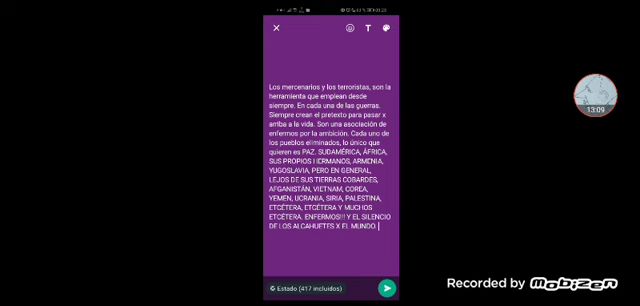 Los mercenarios y los terroristas, son la
herramienta que emplean desde
siempre. En cada una de las guerras.
Siempre crean el pretexto para pasar x
arriba a la vida. Son una asociación de
enfermos por la ambición. Cada uno de
los pueblos eliminados, lo único que
quieren es PAZ. SUDAMÉRICA, ÁFRICA,
SUS PROPIOS HERMANOS, ARMENIA,
YUGOSLAVIA, PERO EN GENERAL,
LEJOS DE SUS TIERRAS COBARDES,
AFGANISTÁN, VIETNAM, COREA,
YEMEN, UCRANIA, SIRIA, PALESTINA,
ETCÉTERA, ETCÉTERA Y MUCHOS
ETCÉTERA. ENFERMOS!!! Y EL SILENCIO
DE LOS ALCAHUETES X EL MUNDO.
Estado (417 incluidos)
13:09
Recorded by mobizen